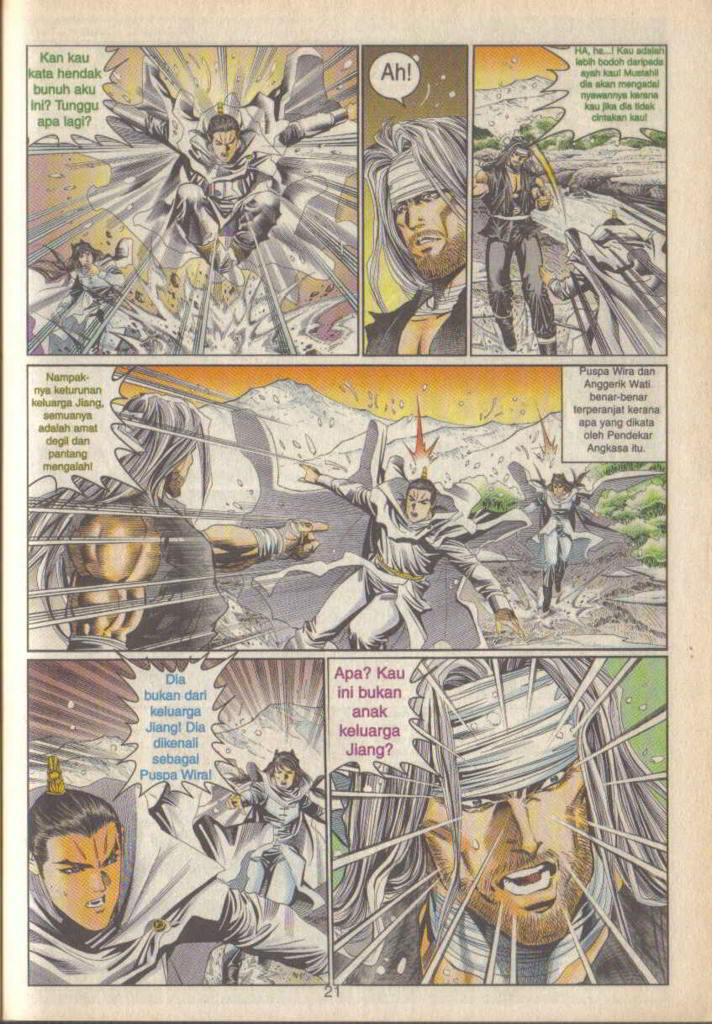 Kan kau
kata hendak
bunuh aku
ini? Tunggu
apa lagi?
Ah!
HA, ha...! Kau adalah
lebih bodoh daripada
ayah kau! Mustahil
dia akan mengadai
nyawannya kerana
kau jika dia tidak
cintakan kau!
Nampak-
nya keturunan
keluarga Jiang,
semuanya
adalah amat
degil dan
pantang
mengalah!
Puspa Wira dan
Anggerik Wati
benar-benar
terperanjat kerana
apa yang dikata
oleh Pendekar
Angkasa itu.
Dia
bukan dari
keluarga
Jiang! Dia
dikenali
sebagai
Puspa Wira!
Apa? Kau
ini bukan
anak
keluarga
Jiang?
21